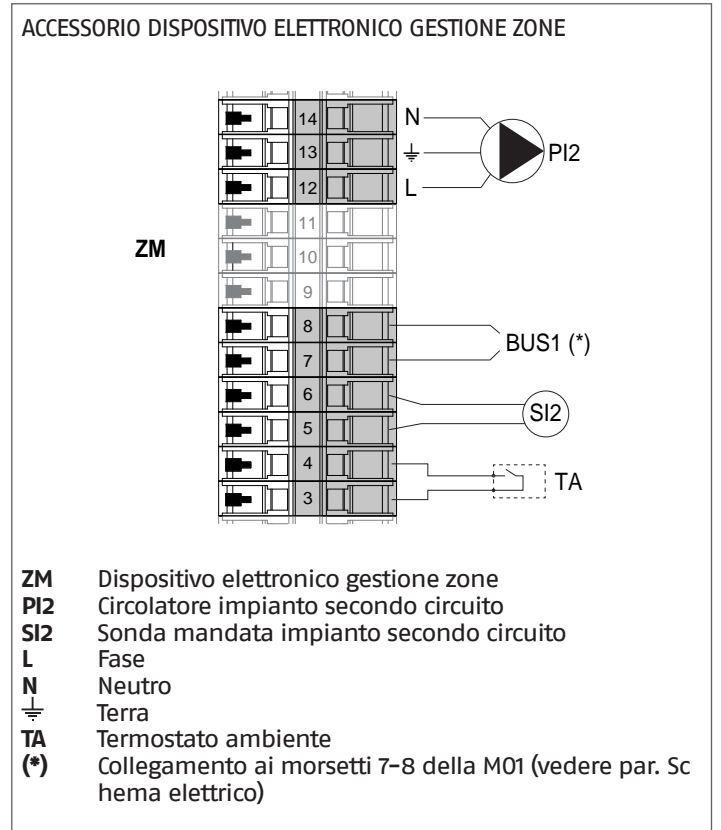 ACCESSORIO DISPOSITIVO ELETTRONICO GESTIONE ZONE
14 N
13 ⏚ PI2
12 L
11
ZM 10
9
8
BUS1 (*)
7
6
SI2
5
4
TA
3
ZM Dispositivo elettronico gestione zone
PI2 Circolatore impianto secondo circuito
SI2 Sonda mandata impianto secondo circuito
L Fase
N Neutro
⏚ Terra
TA Termostato ambiente
(*) Collegamento ai morsetti 7-8 della M01 (vedere par. Sc
hema elettrico)